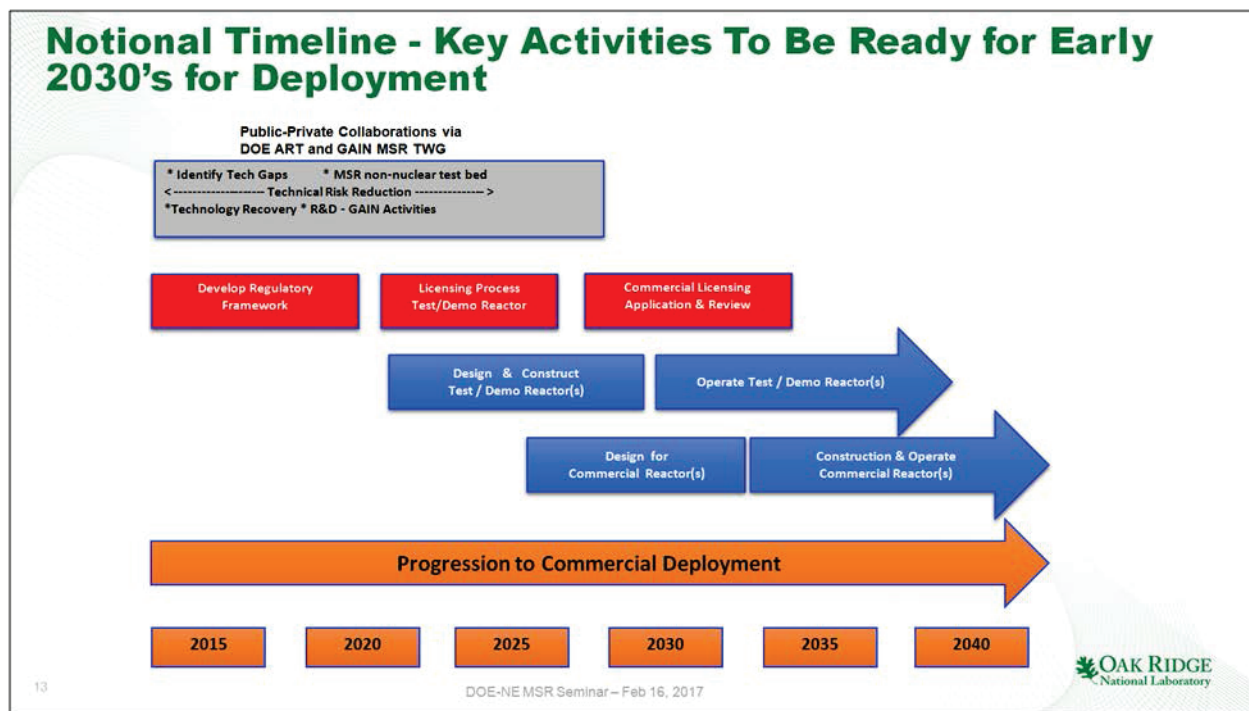 Notional Timeline - Key Activities To Be Ready for Early
2030's for Deployment
Public-Private Collaborations via
DOE ART and GAIN MSR TWG
* Identify Tech Gaps * MSR non-nuclear test bed
< -------------------- Technical Risk Reduction --------------- >
*Technology Recovery * R&D - GAIN Activities
Develop Regulatory
Framework
Licensing Process
Test/Demo Reactor
Commercial Licensing
Application & Review
Design & Construct
Test / Demo Reactor(s)
Operate Test / Demo Reactor(s)
Design for
Commercial Reactor(s)
Construction & Operate
Commercial Reactor(s)
Progression to Commercial Deployment
2015
2020
2025
2030
2035
2040
13
DOE-NE MSR Seminar – Feb 16, 2017
OAK RIDGE
National Laboratory